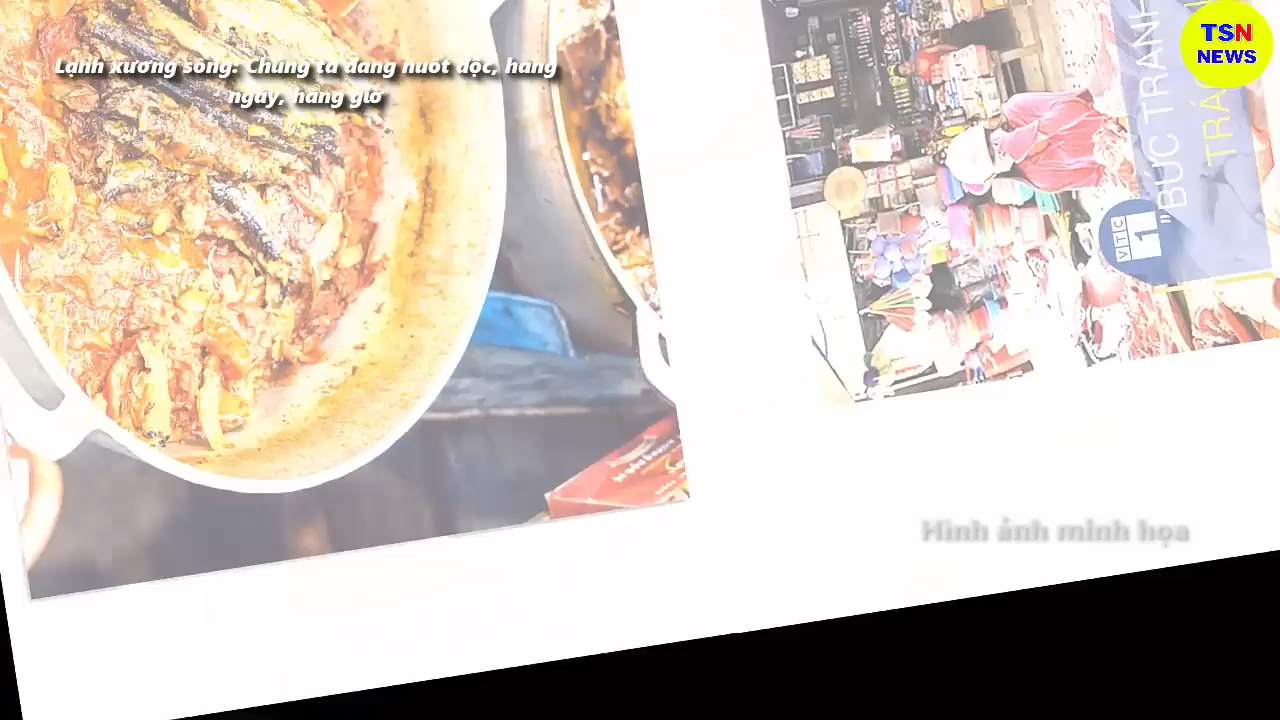 Lạnh xương sống: Chúng ta đang nuốt độc, hàng
ngày, hàng giờ
TSN
NEWS
"BỨC TRANH
TRÁ
VTC
1
Hình ảnh minh họa